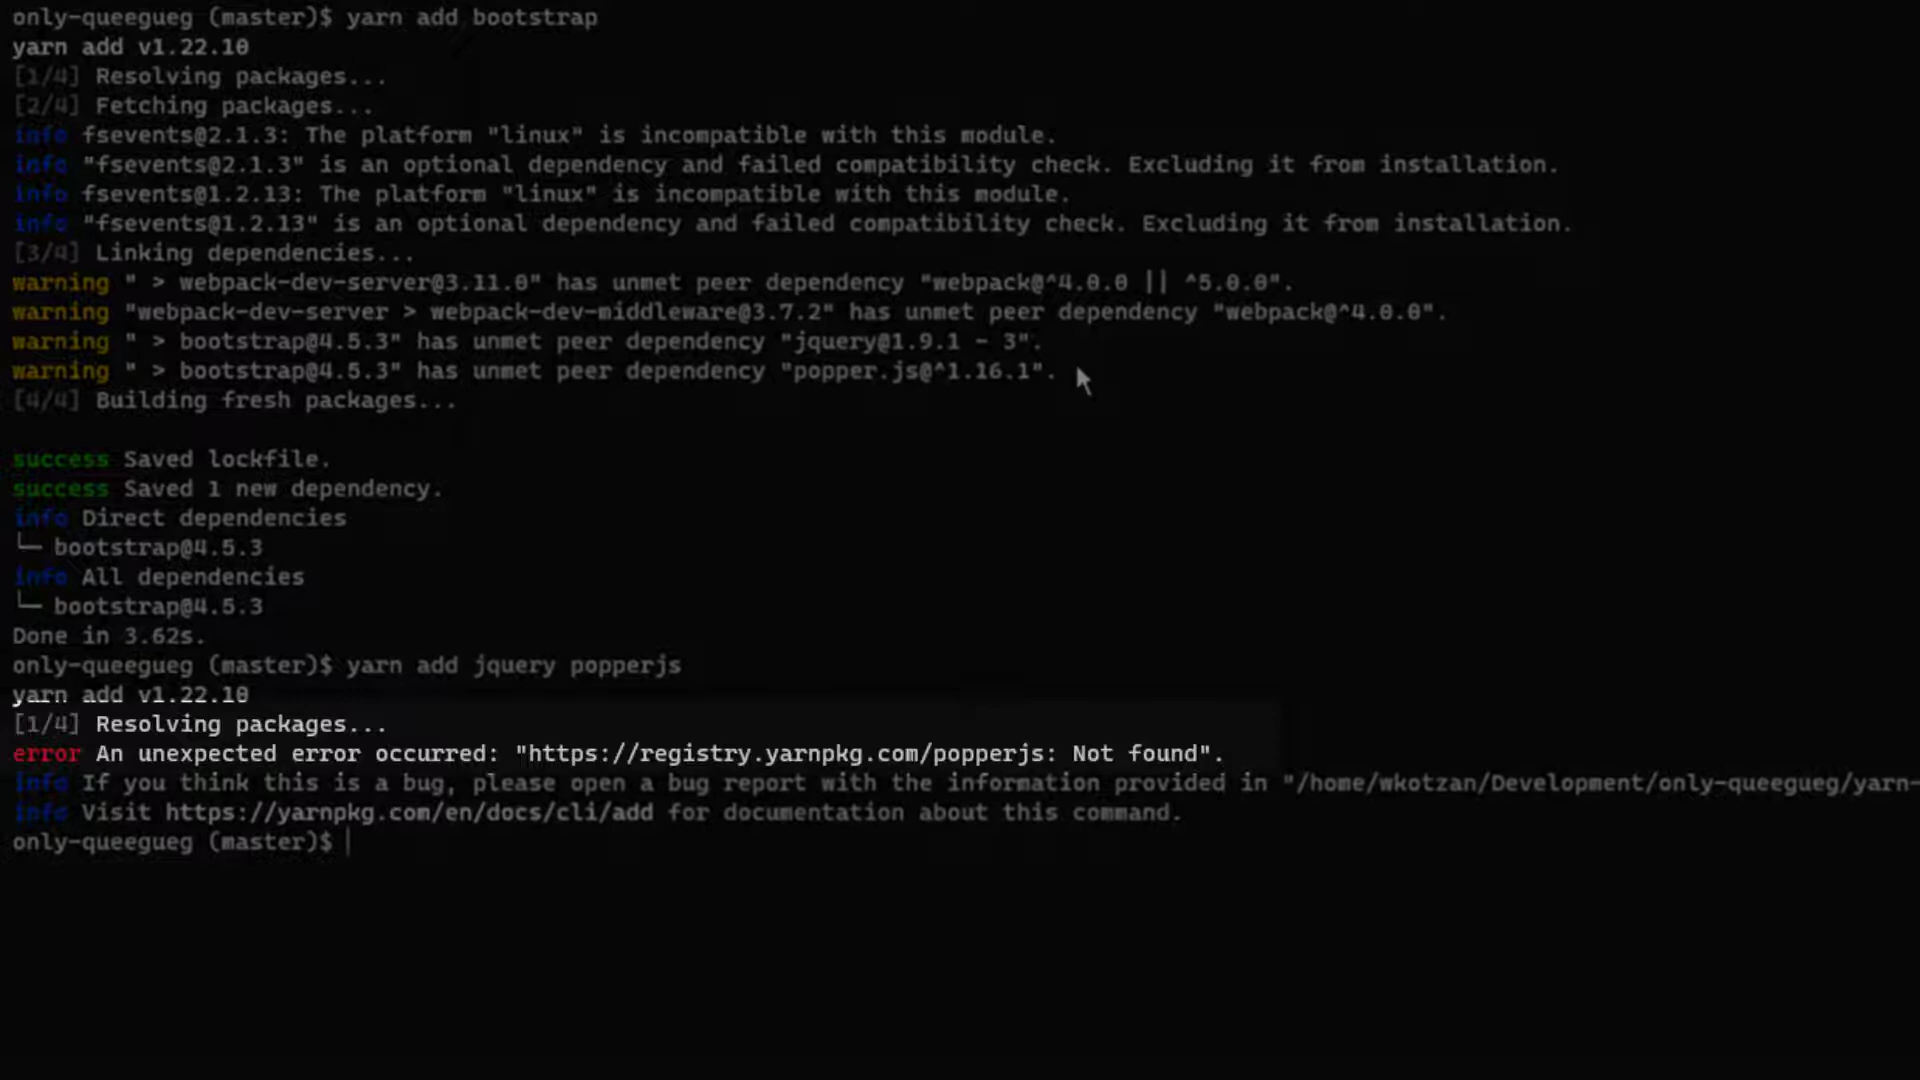 only-queegueg (master)$ yarn add bootstrap
yarn add v1.22.10
[1/4] Resolving packages...
[2/4] Fetching packages...
info fsevents@2.1.3: The platform "linux" is incompatible with this module.
info "fsevents@2.1.3" is an optional dependency and failed compatibility check. Excluding it from installation.
info fsevents@1.2.13: The platform "linux" is incompatible with this module.
info "fsevents@1.2.13" is an optional dependency and failed compatibility check. Excluding it from installation.
[3/4] Linking dependencies...
warning " > webpack-dev-server@3.11.0" has unmet peer dependency "webpack@^4.0.0 || ^5.0.0".
warning "webpack-dev-server > webpack-dev-middleware@3.7.2" has unmet peer dependency "webpack@^4.0.0".
warning " > bootstrap@4.5.3" has unmet peer dependency "jquery@1.9.1 - 3".
warning " > bootstrap@4.5.3" has unmet peer dependency "popper.js@^1.16.1".
[4/4] Building fresh packages...
success Saved lockfile.
success Saved 1 new dependency.
info Direct dependencies
└─ bootstrap@4.5.3
info All dependencies
└─ bootstrap@4.5.3
Done in 3.62s.
only-queegueg (master)$ yarn add jquery popperjs
yarn add v1.22.10
[1/4] Resolving packages...
error An unexpected error occurred: "https://registry.yarnpkg.com/popperjs: Not found".
info If you think this is a bug, please open a bug report with the information provided in "/home/wkotzan/Development/only-queegueg/yarn-
info Visit https://yarnpkg.com/en/docs/cli/add for documentation about this command.
only-queegueg (master)$